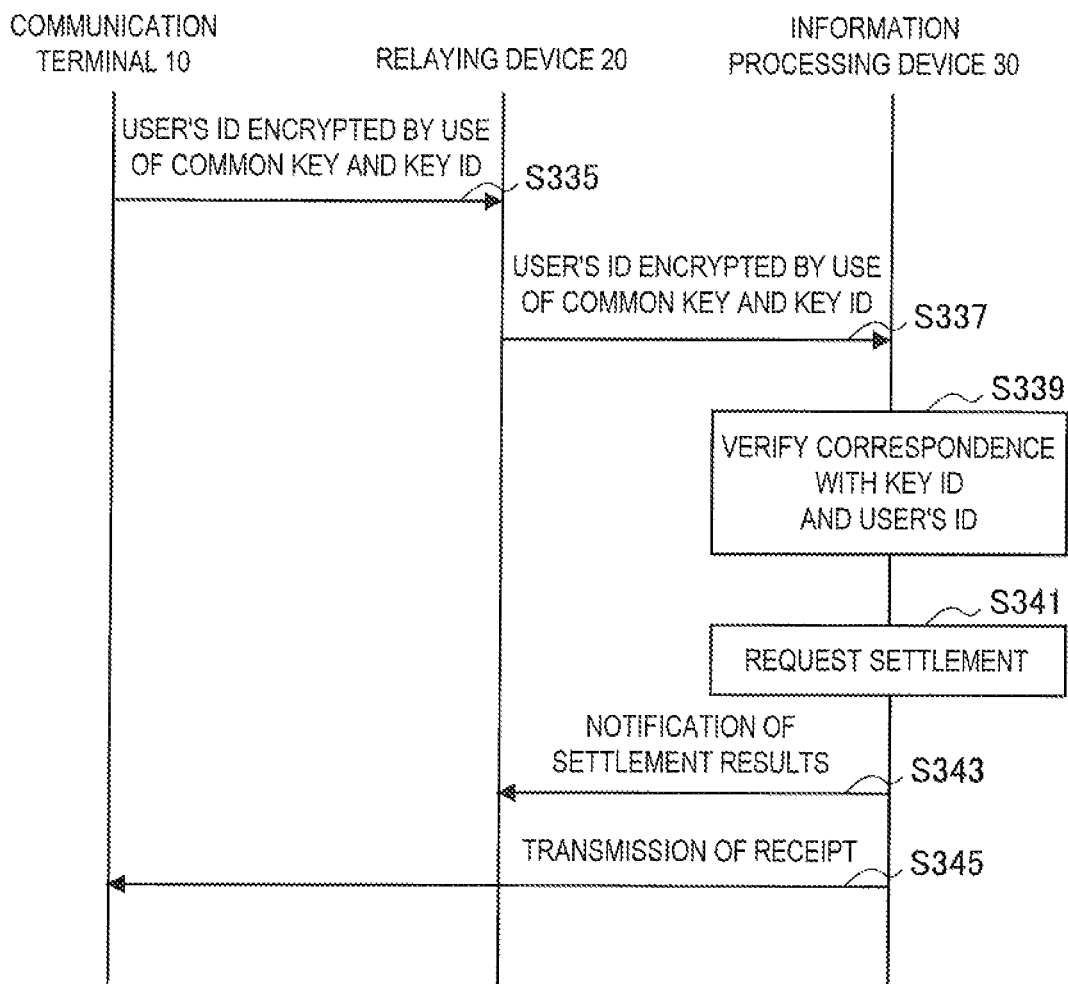 COMMUNICATION
TERMINAL 10
RELAYING DEVICE 20
INFORMATION
PROCESSING DEVICE 30
USER'S ID ENCRYPTED BY USE
OF COMMON KEY AND KEY ID
S335
USER'S ID ENCRYPTED BY USE
OF COMMON KEY AND KEY ID
S337
S339
VERIFY CORRESPONDENCE
WITH KEY ID
AND USER'S ID
S341
REQUEST SETTLEMENT
NOTIFICATION OF
SETTLEMENT RESULTS
S343
TRANSMISSION OF RECEIPT
S345